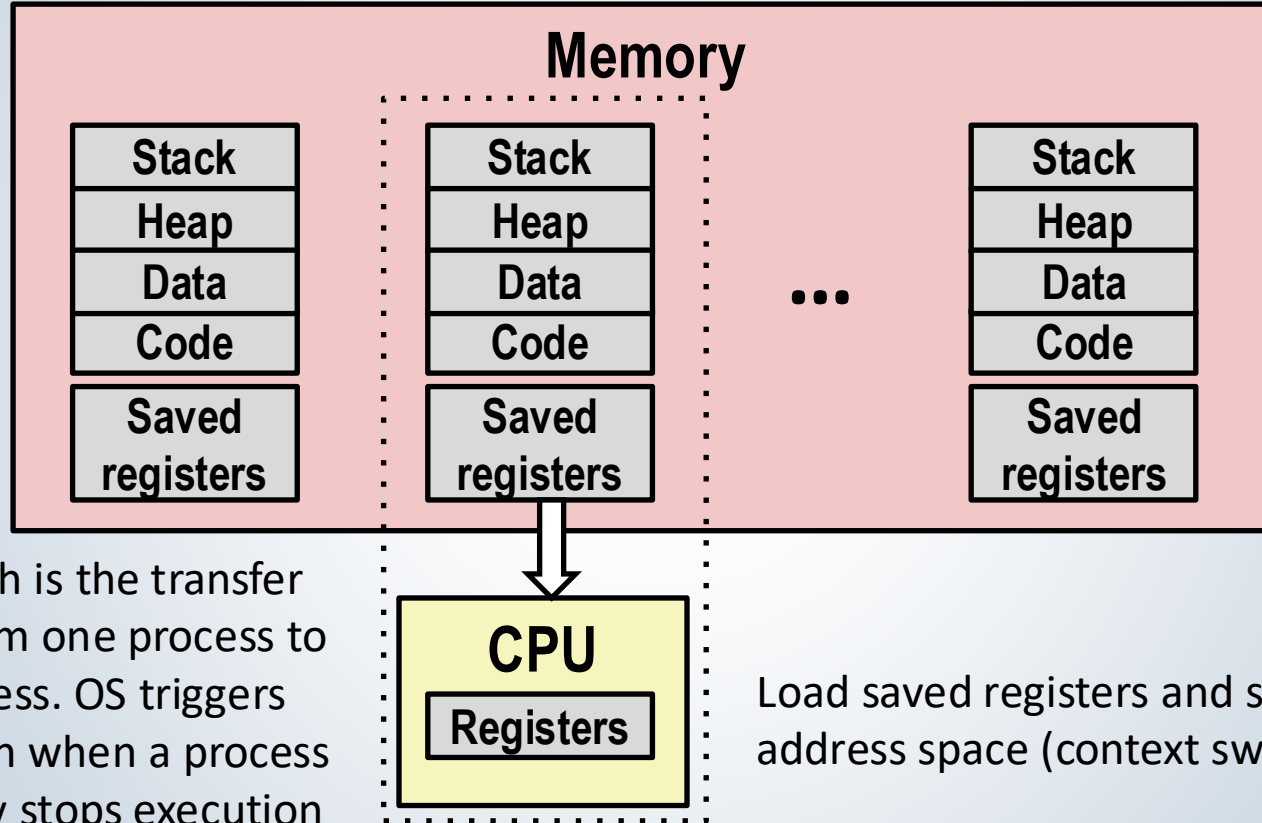 Memory
Stack
Heap
Data
Code
Saved
registers
Stack
Heap
Data
Code
Saved
registers
...
Stack
Heap
Data
Code
Saved
registers
h is the transfer
m one process to
ess. OS triggers
n when a process
y stops execution
CPU
Registers
Load saved registers and s
address space (context sw